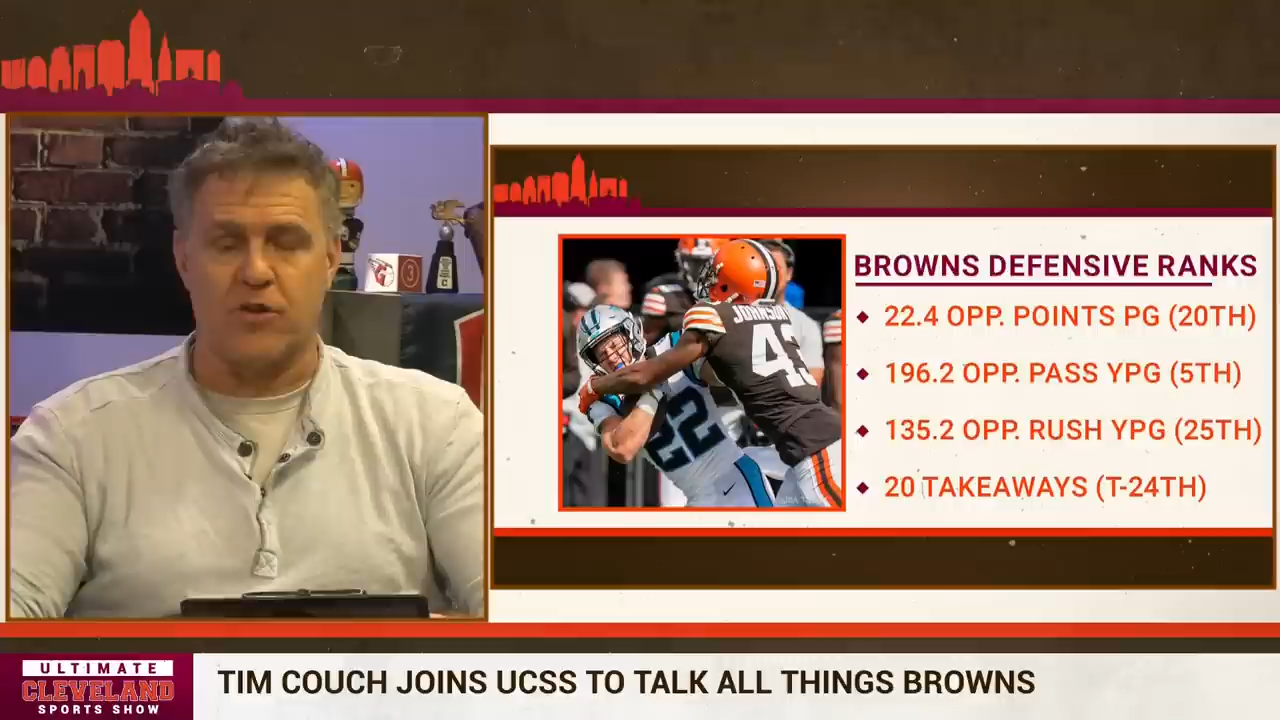 BROWNS DEFENSIVE RANKS
22.4 OPP. POINTS PG (20TH)
196.2 OPP. PASS YPG (5TH)
135.2 OPP. RUSH YPG (25TH)
20 TAKEAWAYS (T-24TH)
JOHNSON
43
22
3
ULTIMATE
CLEVELAND
SPORTS SHOW
TIM COUCH JOINS UCSS TO TALK ALL THINGS BROWNS